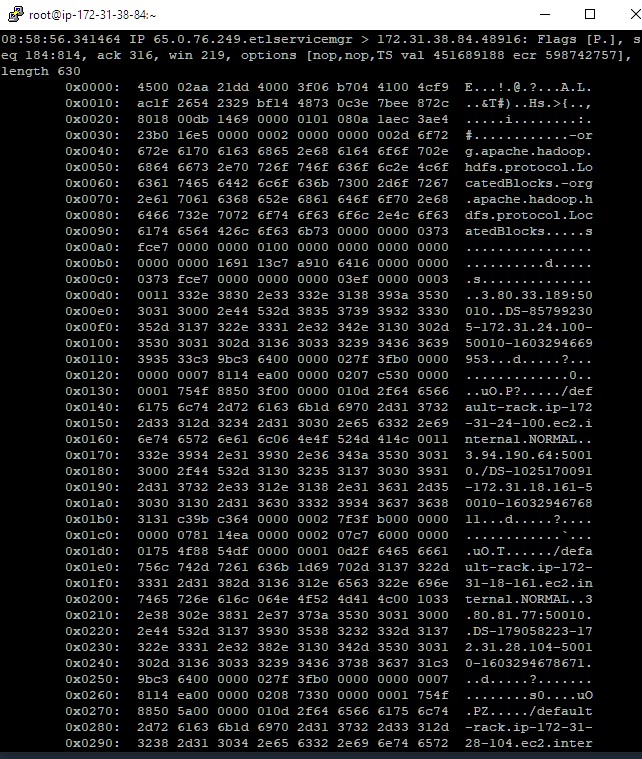 root@ip-172-31-38-84:~
08:58:56.341464 IP 65.0.76.249.etlservicemgr > 172.31.38.84.48916: Flags [P.], s
eq 184:814, ack 316, win 219, options [nop,nop,TS val 451689188 ecr 598742757],
length 630
0x0000: 4500 02aa 21dd 4000 3f06 b704 4100 4cf9 E...!.@.?...A.L.
0x0010: ac1f 2654 2329 bf14 4873 0c3e 7bee 872c ..&T#)..Hs.>{..,
0x0020: 8018 00db 1469 0000 0101 080a 1aec 3ae4 .....i........:.
0x0030: 23b0 16e5 0000 0002 0000 0000 002d 6f72 #............-or
0x0040: 672e 6170 6163 6865 2e68 6164 6f6f 702e g.apache.hadoop.
0x0050: 6864 6673 2e70 726f 746f 636f 6c2e 4c6f hdfs.protocol.Lo
0x0060: 6361 7465 6442 6c6f 636b 7300 2d6f 7267 catedBlocks.-org
0x0070: 2e61 7061 6368 652e 6861 646f 6f70 2e68 .apache.hadoop.h
0x0080: 6466 732e 7072 6f74 6f63 6f6c 2e4c 6f63 dfs.protocol.Loc
0x0090: 6174 6564 426c 6f63 6b73 0000 0000 0373 atedBlocks.....s
0x00a0: fce7 0000 0000 0100 0000 0000 0000 0000 ................
0x00b0: 0000 0000 1691 13c7 a910 6416 0000 0000 ..........d.....
0x00c0: 0373 fce7 0000 0000 0000 03ef 0000 0003 .s..............
0x00d0: 0011 332e 3830 2e33 332e 3138 393a 3530 ..3.80.33.189:50
0x00e0: 3031 3000 2e44 532d 3835 3739 3932 3330 010..DS-85799230
0x00f0: 352d 3137 322e 3331 2e32 342e 3130 302d 5-172.31.24.100-
0x0100: 3530 3031 302d 3136 3033 3239 3436 3639 50010-1603294669
0x0110: 3935 33c3 9bc3 6400 0000 027f 3fb0 0000 953...d.....?...
0x0120: 0000 0007 8114 ea00 0000 0207 c530 0000 .............0..
0x0130: 0001 754f 8850 3f00 0000 010d 2f64 6566 ..uO.P?...../def
0x0140: 6175 6c74 2d72 6163 6b1d 6970 2d31 3732 ault-rack.ip-172
0x0150: 2d33 312d 3234 2d31 3030 2e65 6332 2e69 -31-24-100.ec2.i
0x0160: 6e74 6572 6e61 6c06 4e4f 524d 414c 0011 nternal.NORMAL..
0x0170: 332e 3934 2e31 3930 2e36 343a 3530 3031 3.94.190.64:5001
0x0180: 3000 2f44 532d 3130 3235 3137 3030 3931 0./DS-1025170091
0x0190: 2d31 3732 2e33 312e 3138 2e31 3631 2d35 -172.31.18.161-5
0x01a0: 3030 3130 2d31 3630 3332 3934 3637 3638 0010-16032946768
0x01b0: 3131 c39b c364 0000 0002 7f3f b000 0000 11...d.....?....
0x01c0: 0000 0781 14ea 0000 0002 07c7 6000 0000 ............`...
0x01d0: 0175 4f88 54df 0000 0001 0d2f 6465 6661 .uO.T....../defa
0x01e0: 756c 742d 7261 636b 1d69 702d 3137 322d ult-rack.ip-172-
0x01f0: 3331 2d31 382d 3136 312e 6563 322e 696e 31-18-161.ec2.in
0x0200: 7465 726e 616c 064e 4f52 4d41 4c00 1033 ternal.NORMAL..3
0x0210: 2e38 302e 3831 2e37 373a 3530 3031 3000 .80.81.77:50010.
0x0220: 2e44 532d 3137 3930 3538 3232 332d 3137 .DS-179058223-17
0x0230: 322e 3331 2e32 382e 3130 342d 3530 3031 2.31.28.104-5001
0x0240: 302d 3136 3033 3239 3436 3738 3637 31c3 0-1603294678671.
0x0250: 9bc3 6400 0000 027f 3fb0 0000 0000 0007 ..d.....?.......
0x0260: 8114 ea00 0000 0208 7330 0000 0001 754f ........s0....uO
0x0270: 8850 5a00 0000 010d 2f64 6566 6175 6c74 .PZ...../default
0x0280: 2d72 6163 6b1d 6970 2d31 3732 2d33 312d -rack.ip-172-31-
0x0290: 3238 2d31 3034 2e65 6332 2e69 6e74 6572 28-104.ec2.inter